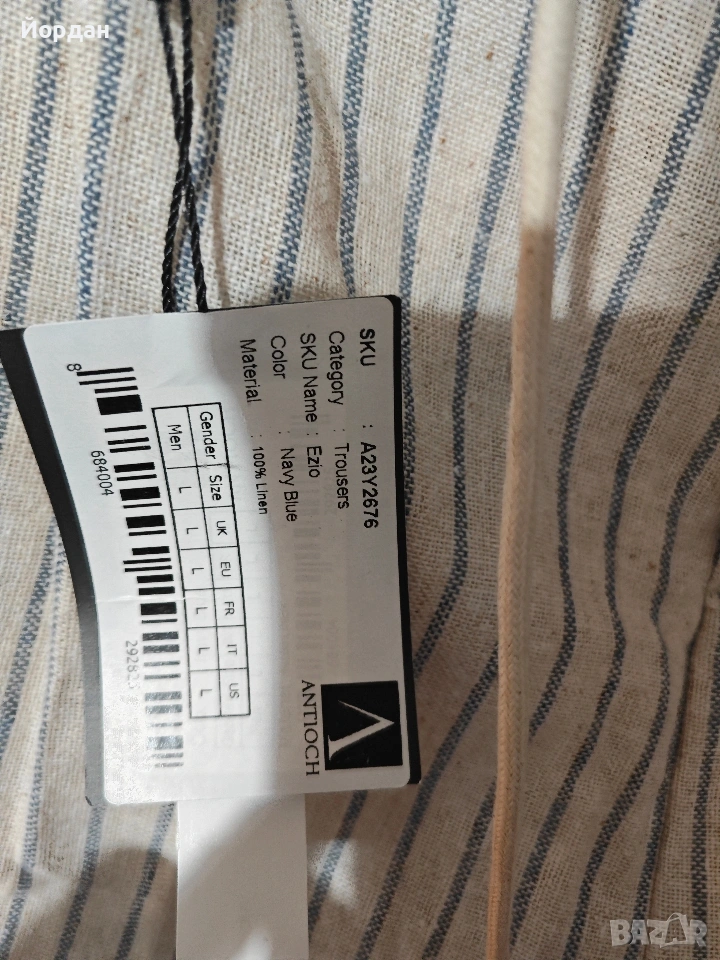 Йордан
SKU : A23Y2676
Category : Trousers
SKU Name : Ezio
Color : Navy Blue
Material : 100% Linen
Gender Size UK EU FR IT US
Men L L L L L L
8 684004
ANTIOCH
BAZAR